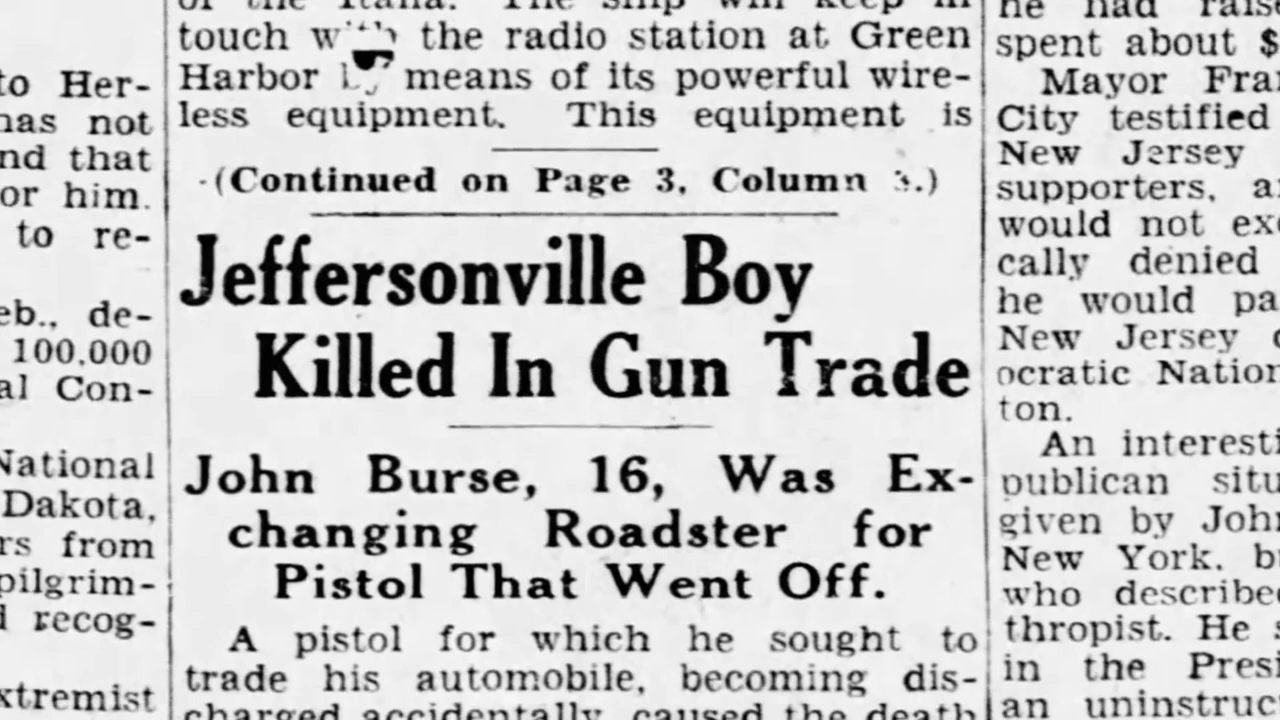 to Her-
has not
nd that
or him.
to re-
eb., de-
100,000
al Con-
National
Dakota,
rs from
pilgrim-
d recog-
xtremist
of the Italia. The ship will keep in
touch with the radio station at Green
Harbor by means of its powerful wire-
less equipment. This equipment is
(Continued on Page 3, Column .)
Jeffersonville Boy
Killed In Gun Trade
John Burse, 16, Was Ex-
changing Roadster for
Pistol That Went Off.
A pistol for which he sought to
trade his automobile, becoming dis-
charged accidentally, caused the death
he had raise
spent about $
Mayor Fra
City testified
New Jersey
supporters, a
would not exc
cally denied
he would pa
New Jersey
ocratic Nation
ton.
An interesti
publican situ
given by John
New York. b
who described
thropist. He s
in the Presi
an uninstruc